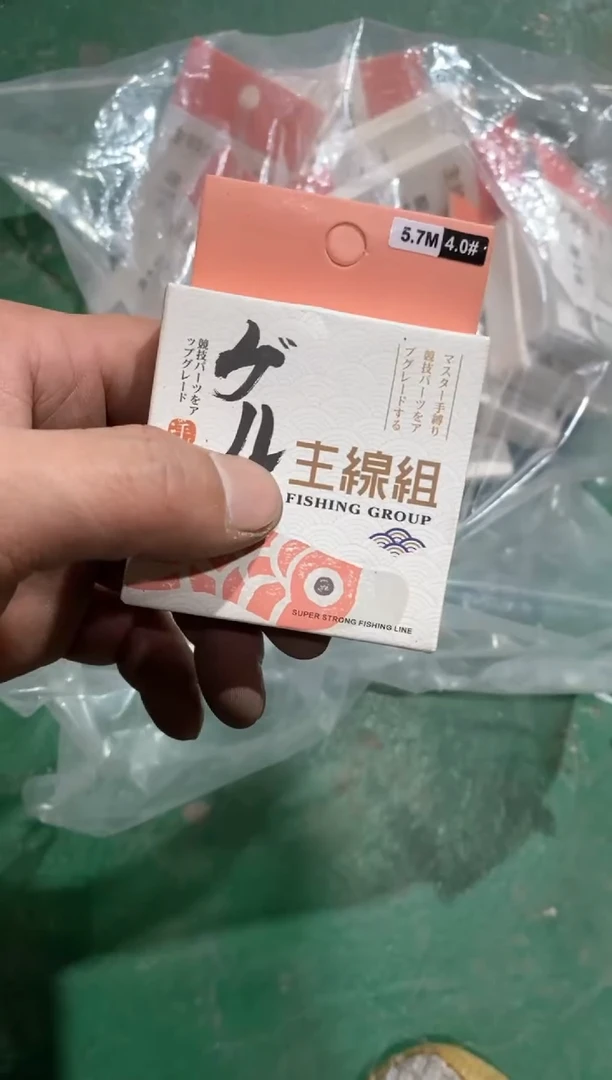 5.7M 4.0#
ゲル
競技パーツをア
ップグレード
手
マスター手縛り
競技パーツをア
プグレードする
主線組
FISHING GROUP
SUPER STRONG FISHING LINE